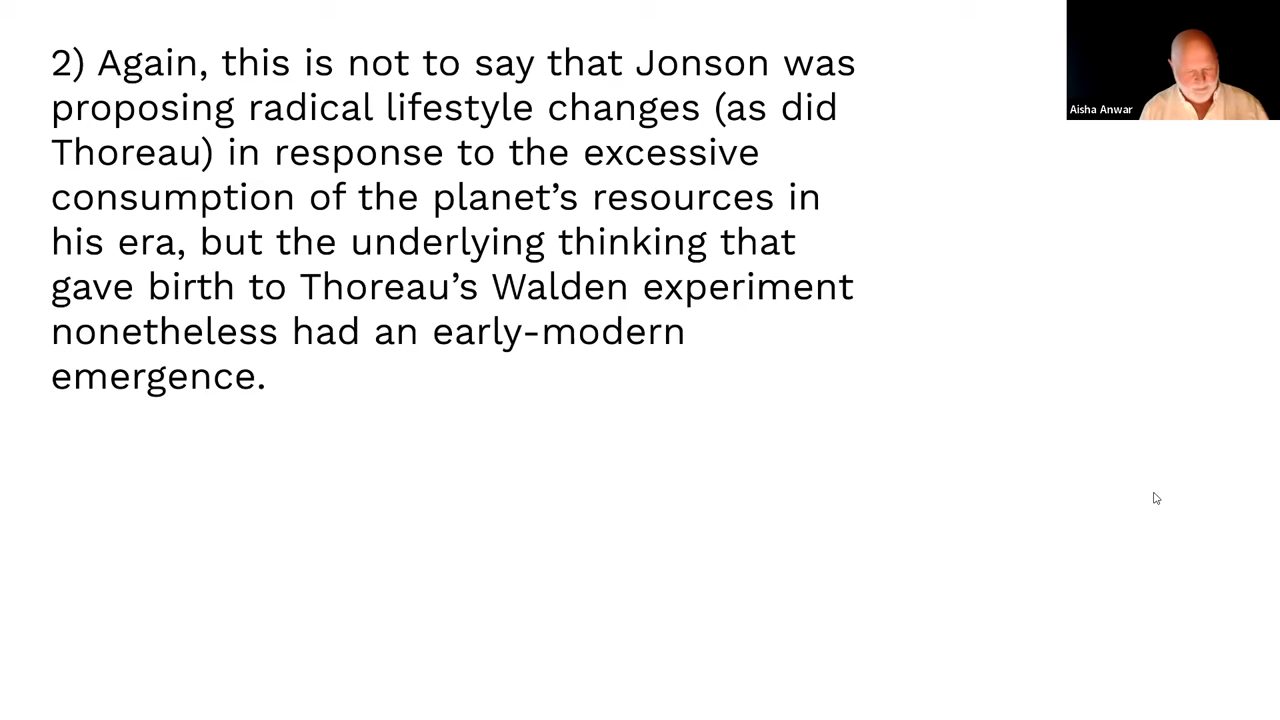 2) Again, this is not to say that Jonson was
proposing radical lifestyle changes (as did
Thoreau) in response to the excessive
consumption of the planet’s resources in
his era, but the underlying thinking that
gave birth to Thoreau’s Walden experiment
nonetheless had an early-modern
emergence.
Aisha Anwar